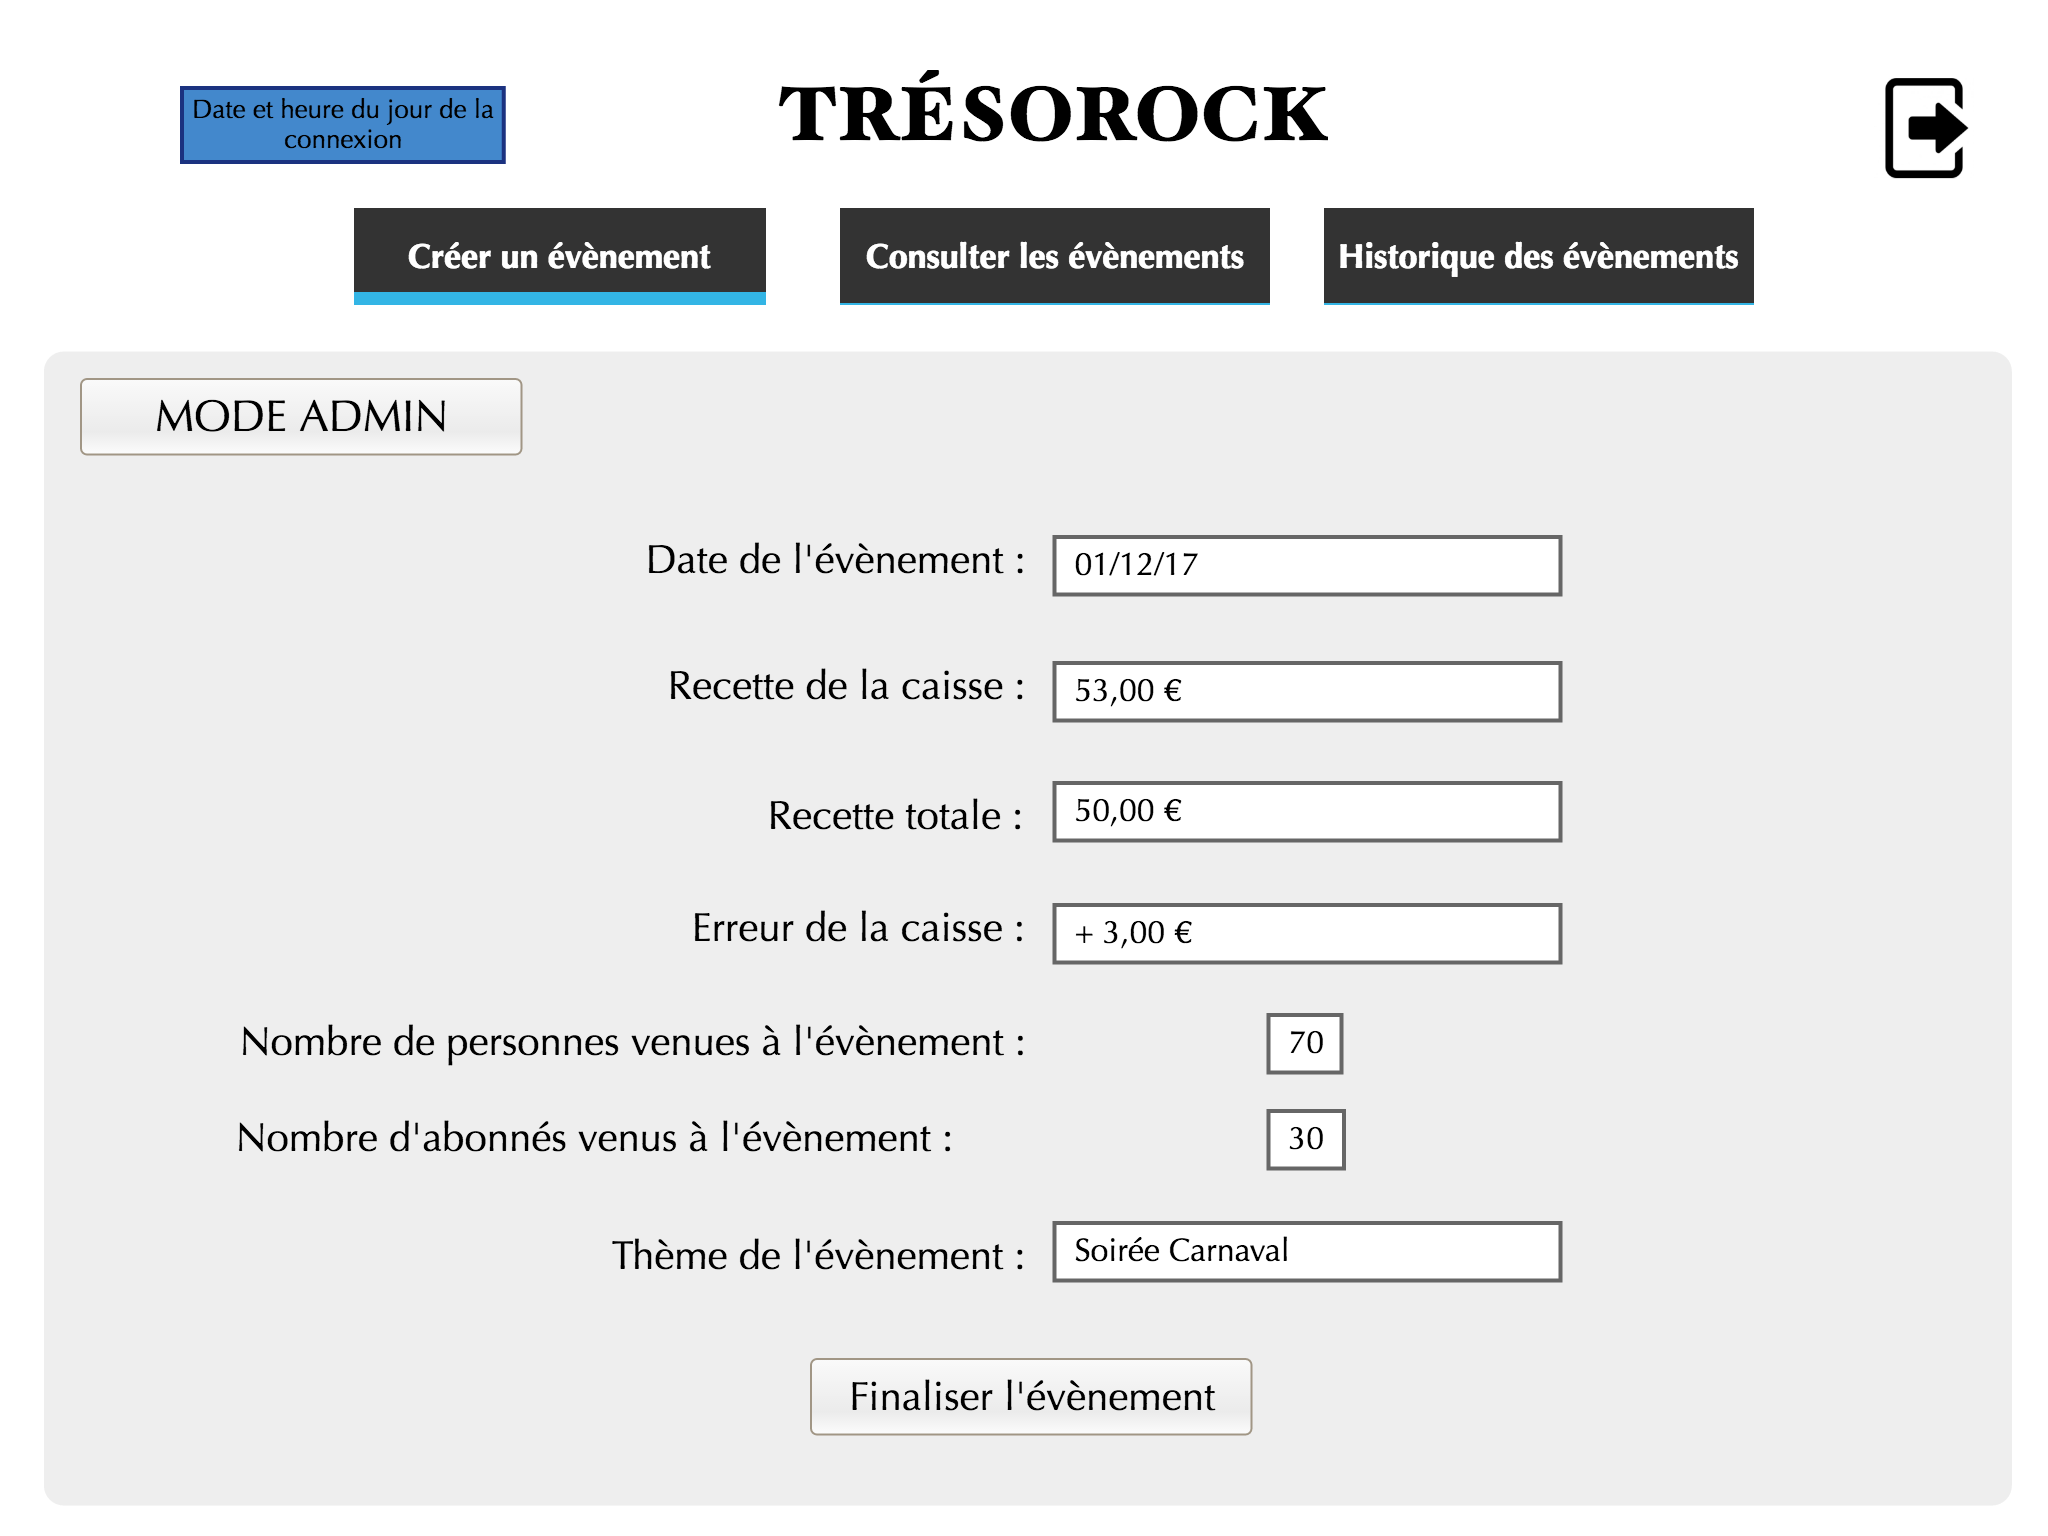 Date et heure du jour de la
connexion
TRÉSOROCK
Créer un évènement
Consulter les évènements
Historique des évènements
MODE ADMIN
Date de l'évènement : 01/12/17
Recette de la caisse : 53,00 €
Recette totale : 50,00 €
Erreur de la caisse : + 3,00 €
Nombre de personnes venues à l'évènement : 70
Nombre d'abonnés venus à l'évènement : 30
Thème de l'évènement : Soirée Carnaval
Finaliser l'évènement